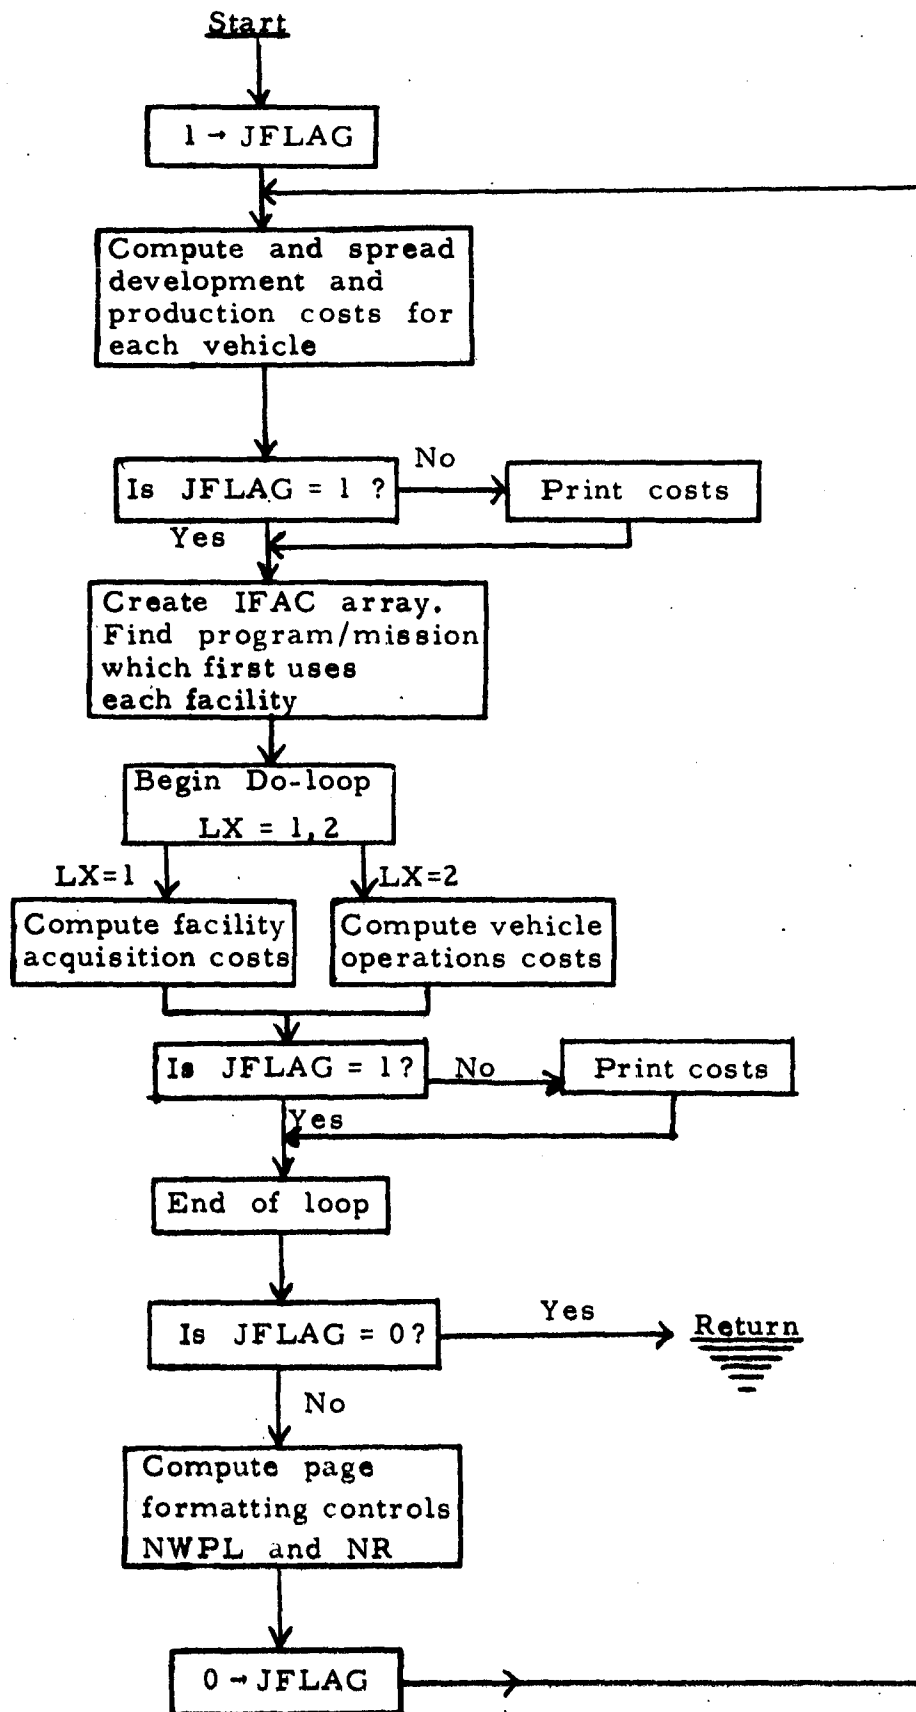 Start
1 → JFLAG
Compute and spread
development and
production costs for
each vehicle
Is JFLAG = 1 ?
No
Print costs
Yes
Create IFAC array.
Find program/mission
which first uses
each facility
Begin Do-loop
LX = 1,2
LX=1
LX=2
Compute facility
acquisition costs
Compute vehicle
operations costs
Is JFLAG = 1?
No
Print costs
Yes
End of loop
Is JFLAG = 0?
Yes
Return
No
Compute page
formatting controls
NWPL and NR
0 → JFLAG